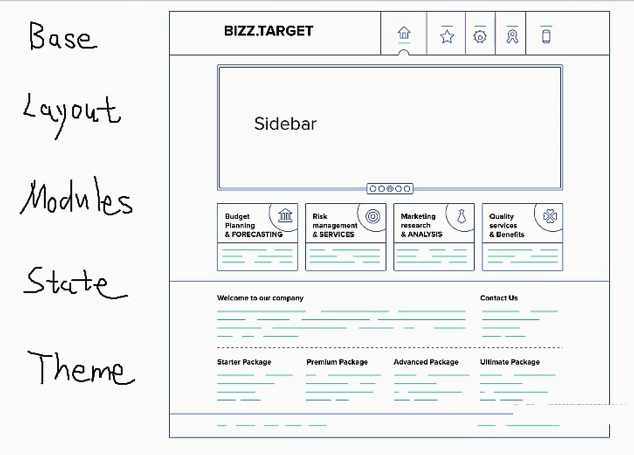 Base
Layout
Modules
State
Theme
BIZZ.TARGET
Sidebar
Budget
Planning
& FORECASTING
Risk
management
& SERVICES
Marketing
research
& ANALYSIS
Quality
services
& Benefits
Welcome to our company
Contact Us
Starter Package
Premium Package
Advanced Package
Ultimate Package